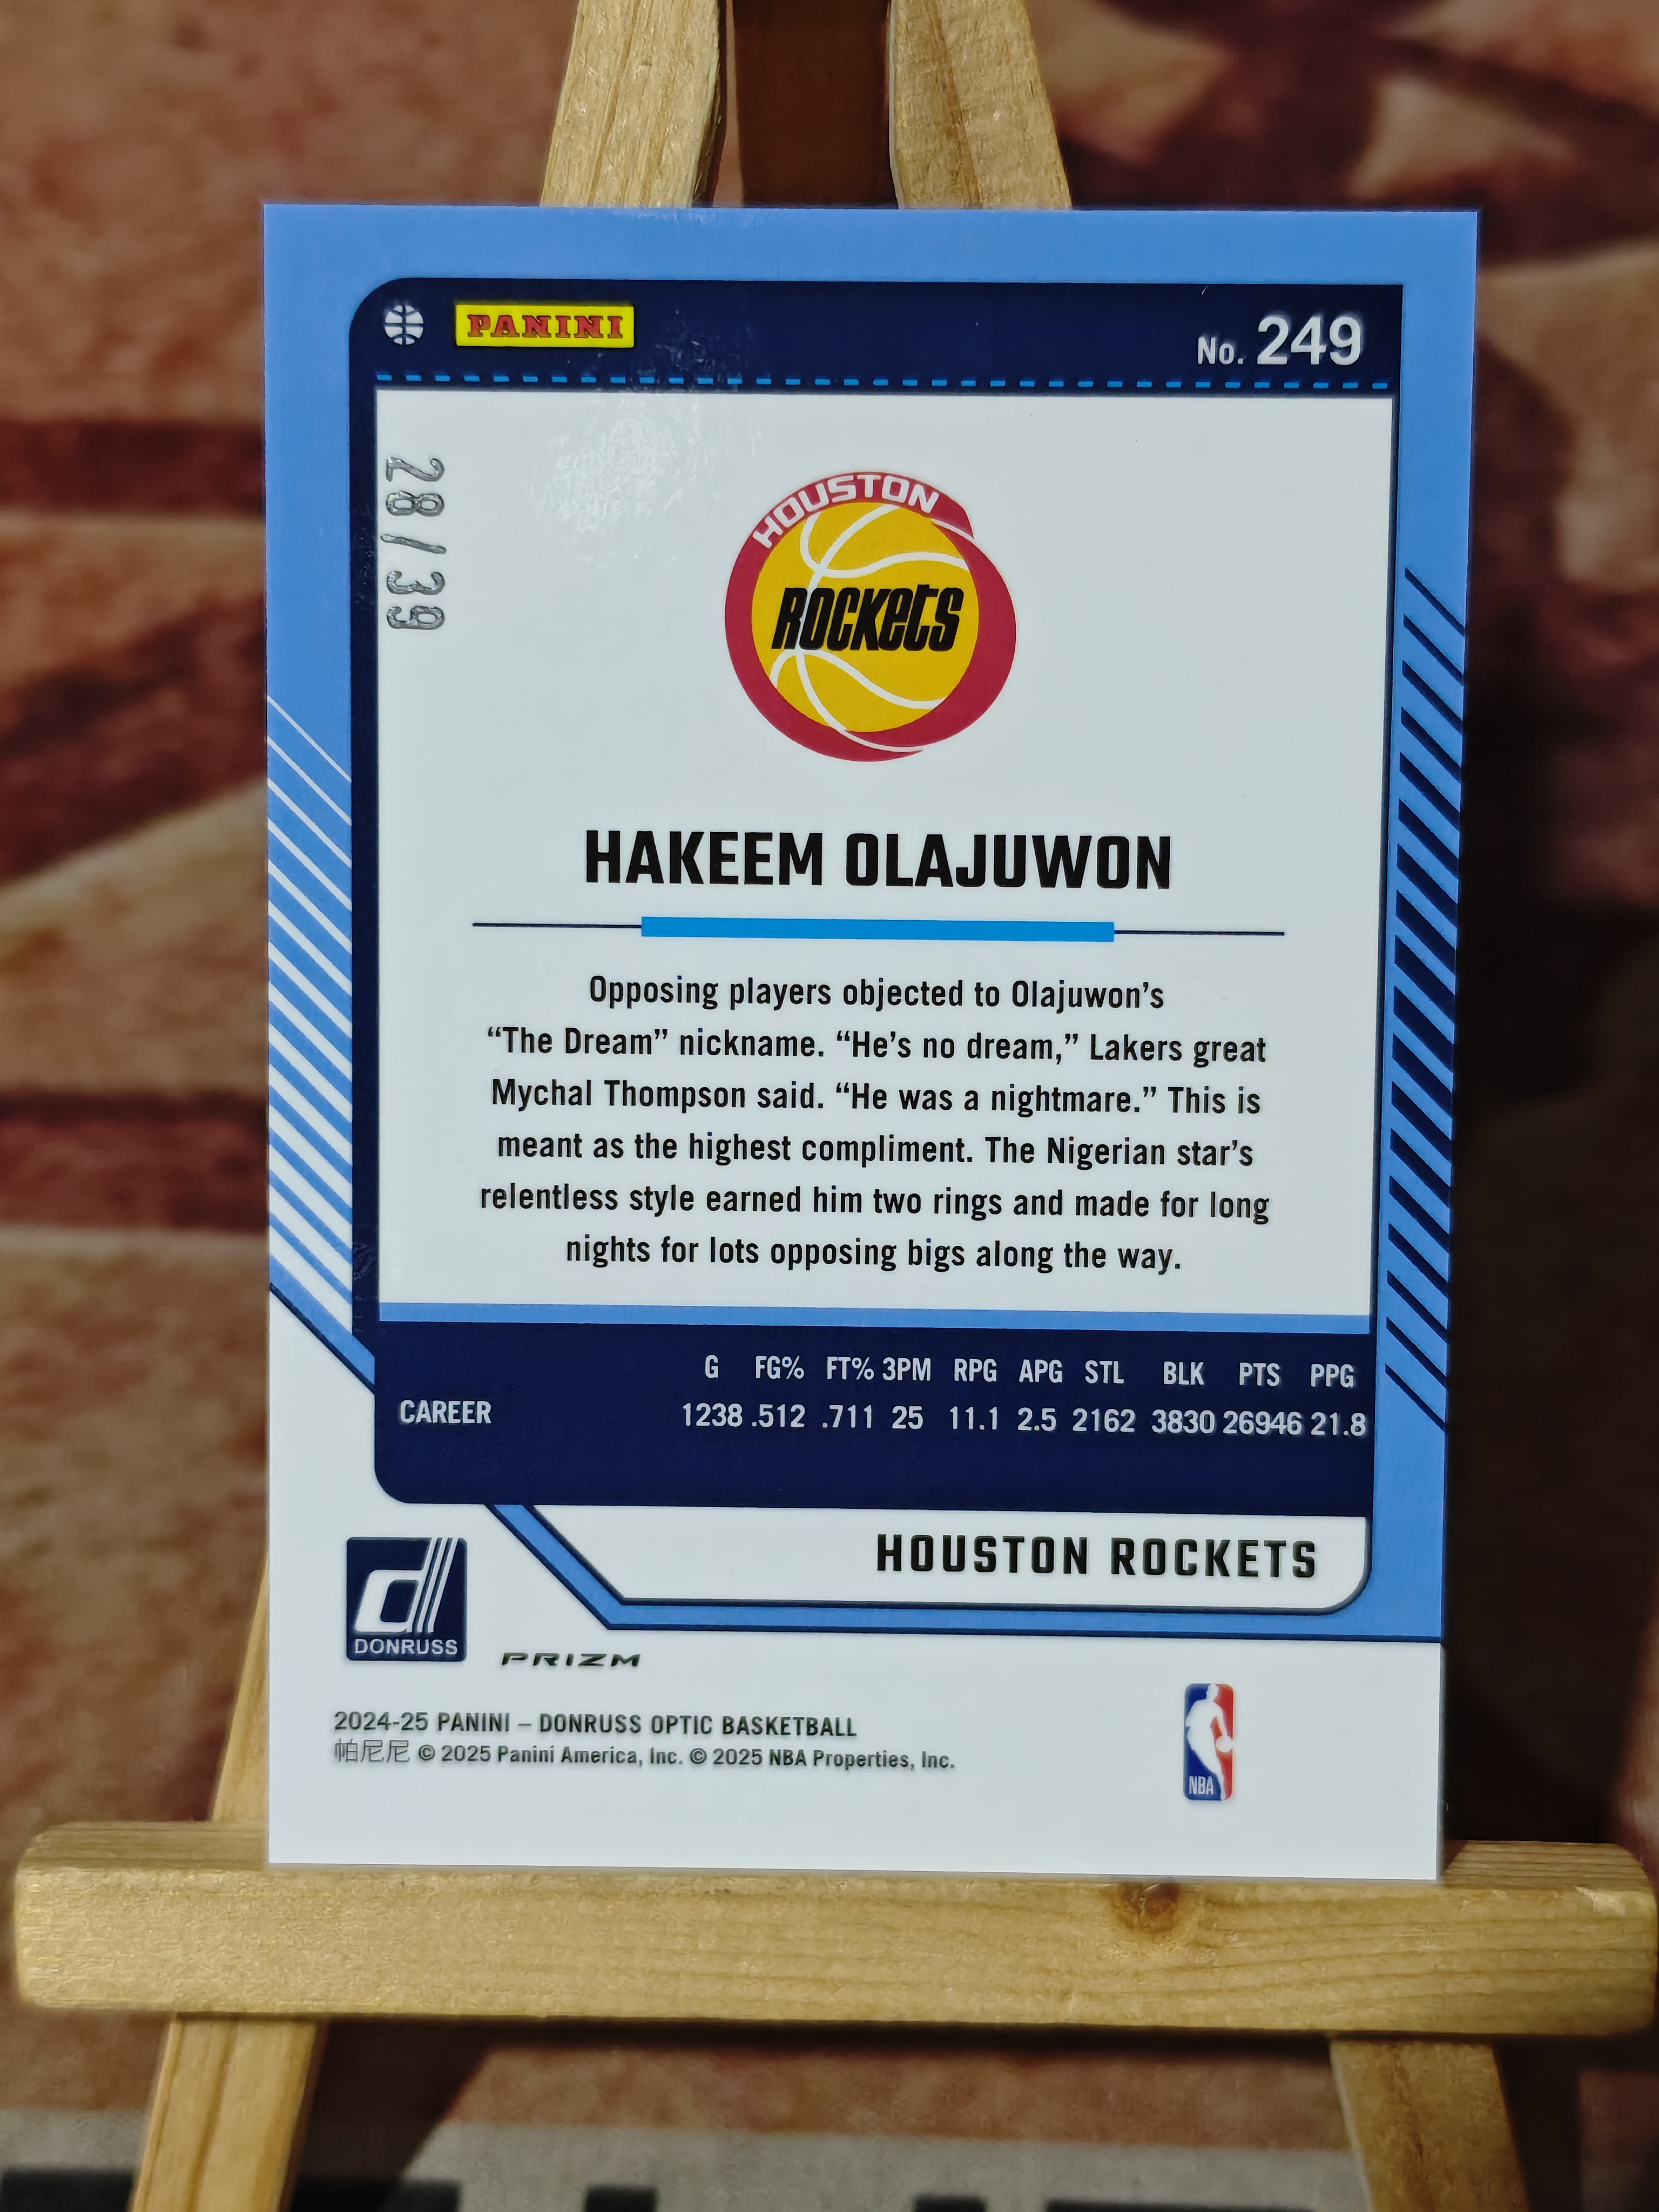 PANINI
No. 249
28/39
HOUSTON
ROCKETS
HAKEEM OLAJUWON
Opposing players objected to Olajuwon’s
“The Dream” nickname. “He’s no dream,” Lakers great
Mychal Thompson said. “He was a nightmare.” This is
meant as the highest compliment. The Nigerian star’s
relentless style earned him two rings and made for long
nights for lots opposing bigs along the way.
G FG% FT% 3PM RPG APG STL BLK PTS PPG
CAREER 1238 .512 .711 25 11.1 2.5 2162 3830 26946 21.8
HOUSTON ROCKETS
d
DONRUSS
PRIZM
2024-25 PANINI – DONRUSS OPTIC BASKETBALL
帕尼尼 © 2025 Panini America, Inc. © 2025 NBA Properties, Inc.
NBA